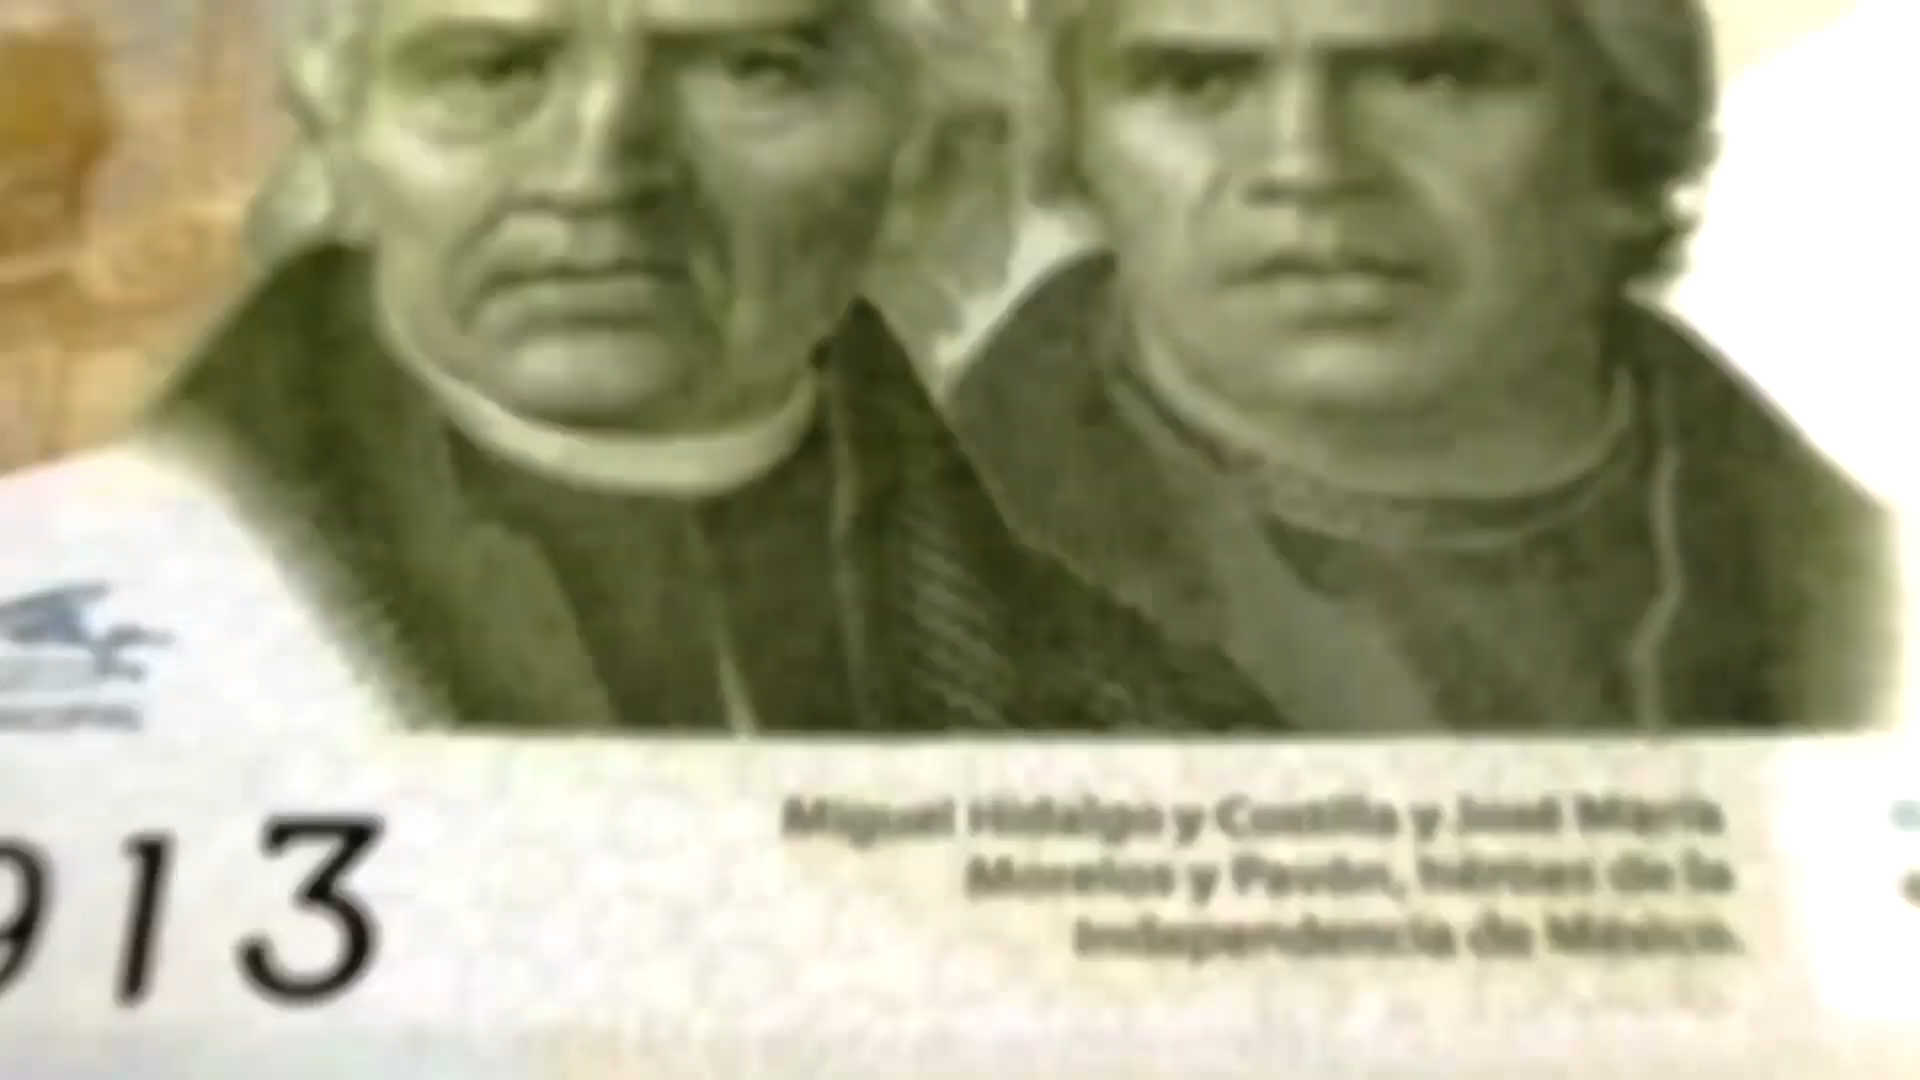 913
Miguel Hidalgo y Costilla y José María
Morelos y Pavón, héroes de la
Independencia de México.